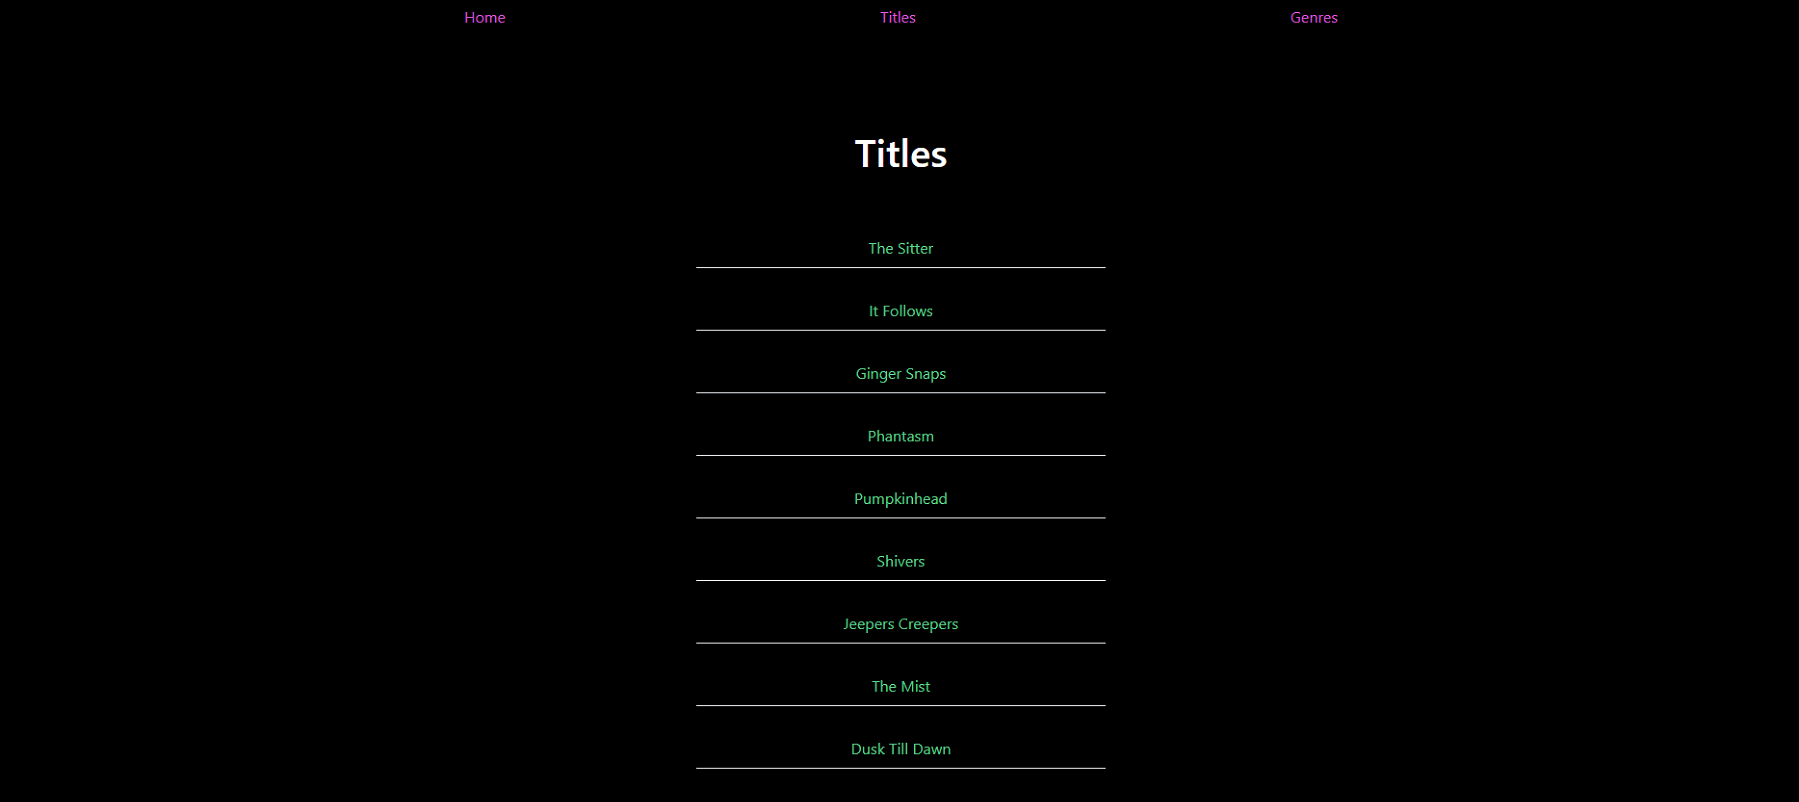 Home Titles Genres
Titles
The Sitter
It Follows
Ginger Snaps
Phantasm
Pumpkinhead
Shivers
Jeepers Creepers
The Mist
Dusk Till Dawn